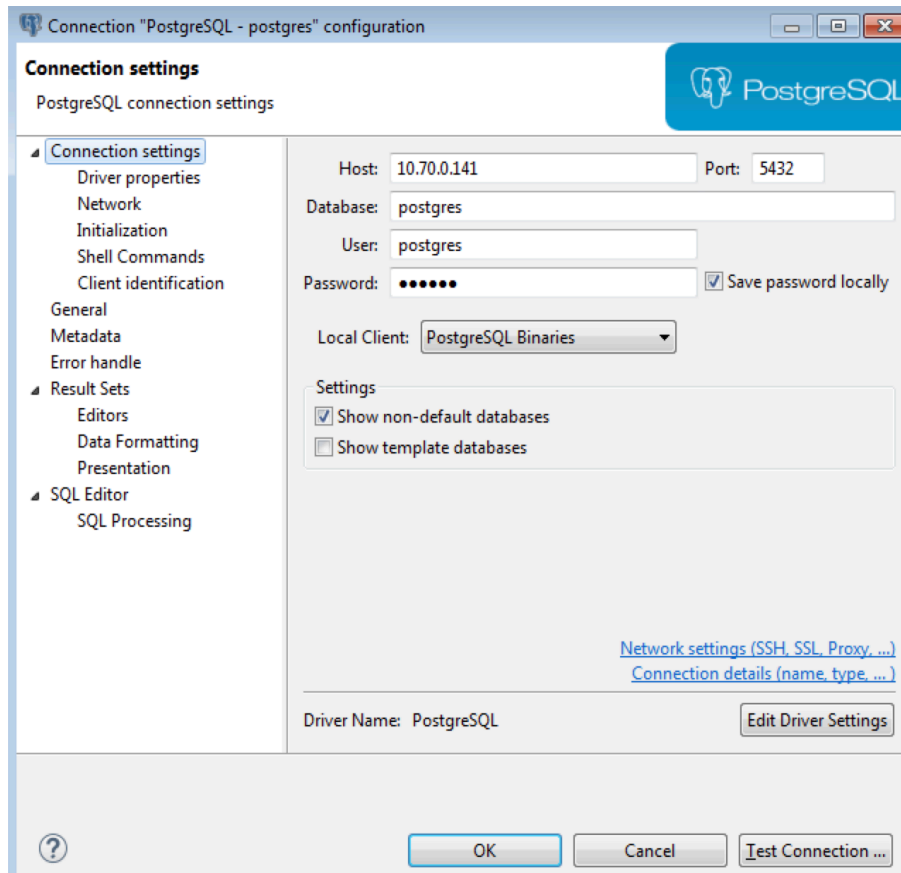 Connection "PostgreSQL - postgres" configuration
Connection settings
PostgreSQL connection settings
PostgreSQL
Connection settings
Driver properties
Network
Initialization
Shell Commands
Client identification
General
Metadata
Error handle
Result Sets
Editors
Data Formatting
Presentation
SQL Editor
SQL Processing
Host: 10.70.0.141 Port: 5432
Database: postgres
User: postgres
Password: •••••• Save password locally
Local Client: PostgreSQL Binaries
Settings
Show non-default databases
Show template databases
Network settings (SSH, SSL, Proxy, ...)
Connection details (name, type, ... )
Driver Name: PostgreSQL Edit Driver Settings
? OK Cancel Test Connection ...